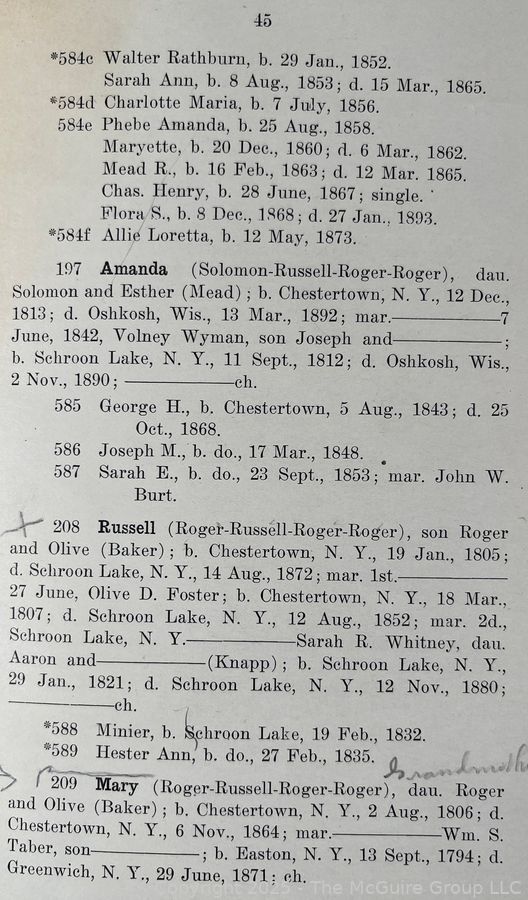 45
*584c Walter Rathburn, b. 29 Jan., 1852.
Sarah Ann, b. 8 Aug., 1853; d. 15 Mar., 1865.
*584d Charlotte Maria, b. 7 July, 1856.
584e Phebe Amanda, b. 25 Aug., 1858.
Maryette, b. 20 Dec., 1860; d. 6 Mar., 1862.
Mead R., b. 16 Feb., 1863; d. 12 Mar. 1865.
Chas. Henry, b. 28 June, 1867; single.
Flora S., b. 8 Dec., 1868; d. 27 Jan., 1893.
*584f Allie Loretta, b. 12 May, 1873.
197 Amanda (Solomon-Russell-Roger-Roger), dau.
Solomon and Esther (Mead); b. Chestertown, N. Y., 12 Dec.,
1813; d. Oshkosh, Wis., 13 Mar., 1892; mar.————7
June, 1842, Volney Wyman, son Joseph and————;
b. Schroon Lake, N. Y., 11 Sept., 1812; d. Oshkosh, Wis.,
2 Nov., 1890; ————ch.
585 George H., b. Chestertown, 5 Aug., 1843; d. 25
Oct., 1868.
586 Joseph M., b. do., 17 Mar., 1848.
587 Sarah E., b. do., 23 Sept., 1853; mar. John W.
Burt.
208 Russell (Roger-Russell-Roger-Roger), son Roger
and Olive (Baker); b. Chestertown, N. Y., 19 Jan., 1805;
d. Schroon Lake, N. Y., 14 Aug., 1872; mar. 1st.————
27 June, Olive D. Foster; b. Chestertown, N. Y., 18 Mar.,
1807; d. Schroon Lake, N. Y., 12 Aug., 1852; mar. 2d.,
Schroon Lake, N. Y.————Sarah R. Whitney, dau.
Aaron and————(Knapp); b. Schroon Lake, N. Y.,
29 Jan., 1821; d. Schroon Lake, N. Y., 12 Nov., 1880;
————ch.
*588 Minier, b. Schroon Lake, 19 Feb., 1832.
*589 Hester Ann, b. do., 27 Feb., 1835.
209 Mary (Roger-Russell-Roger-Roger), dau. Roger
and Olive (Baker); b. Chestertown, N. Y., 2 Aug., 1806; d.
Chestertown, N. Y., 6 Nov., 1864; mar.————Wm. S.
Taber, son————; b. Easton, N. Y., 13 Sept., 1794; d.
Greenwich, N. Y., 29 June, 1871; ch.
Copyright 2025 - The McGuire Group LLC